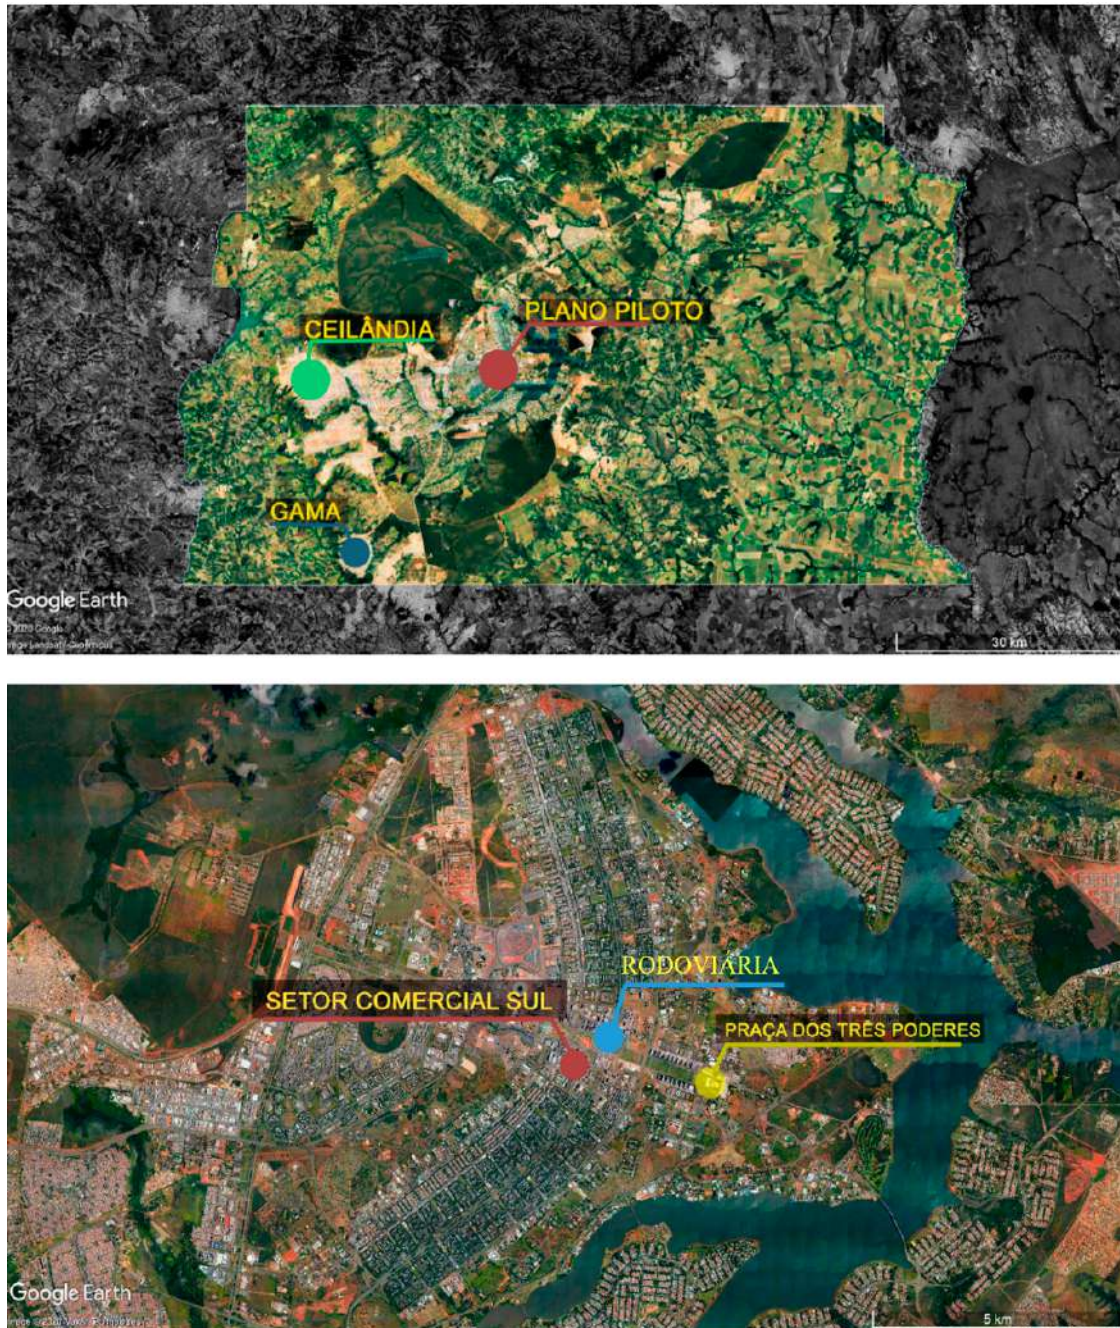 PLANO PILOTO
CEILÂNDIA
GAMA
Google Earth
30 km
RODOVIÁRIA
SETOR COMERCIAL SUL
PRAÇA DOS TRÊS PODERES
Google Earth
5 km